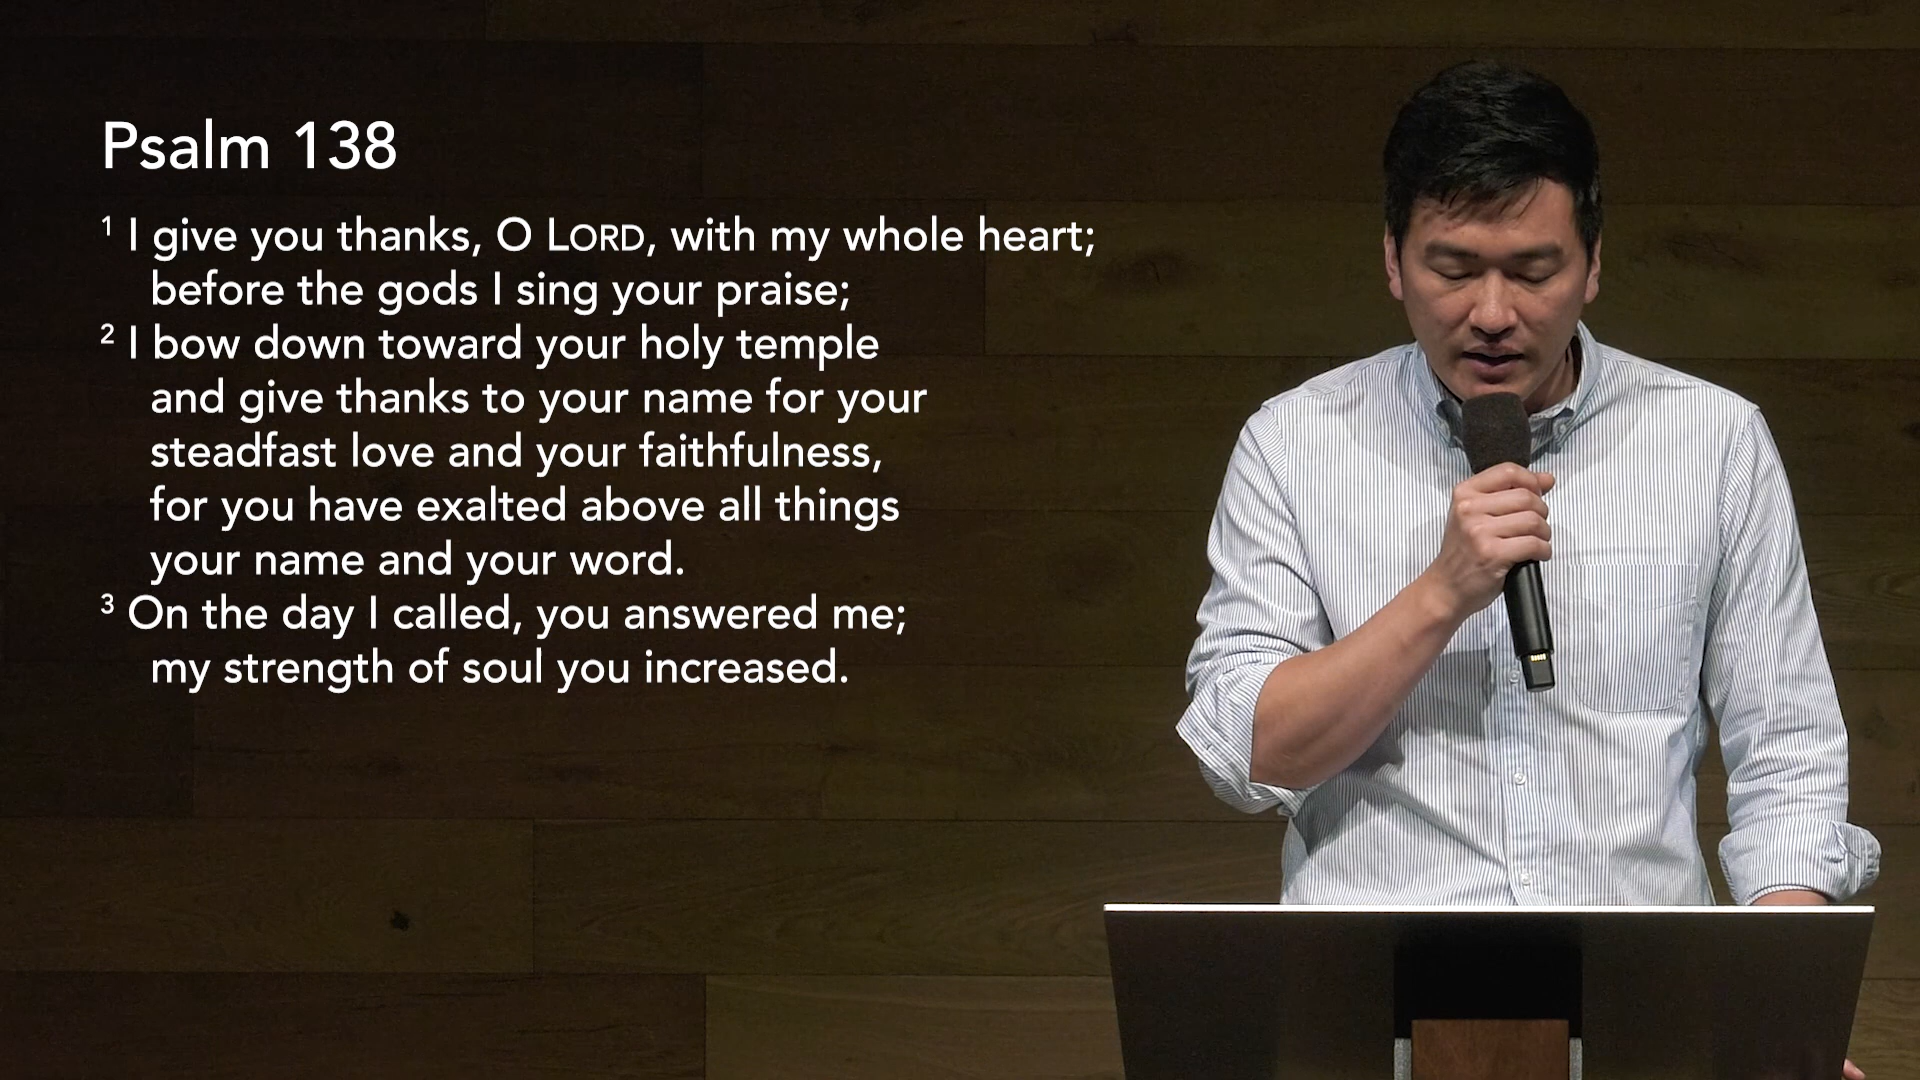 Psalm 138
1 I give you thanks, O LORD, with my whole heart;
before the gods I sing your praise;
2 I bow down toward your holy temple
and give thanks to your name for your
steadfast love and your faithfulness,
for you have exalted above all things
your name and your word.
3 On the day I called, you answered me;
my strength of soul you increased.